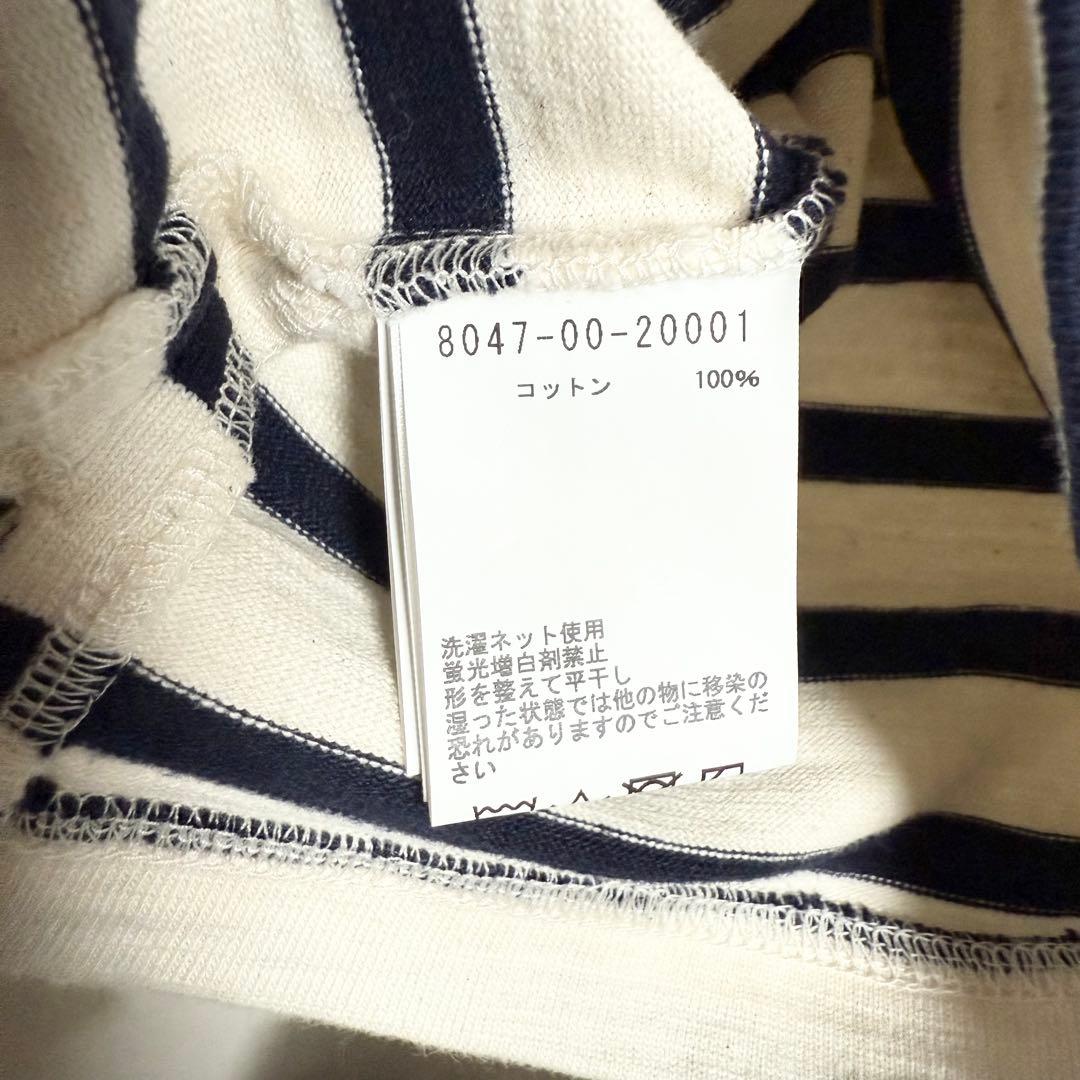 8047-00-20001
コットン 100%
洗濯ネット使用
蛍光増白剤禁止
形を整えて平干し
湿った状態では他の物に移染の
恐れがありますのでご注意くだ
さい